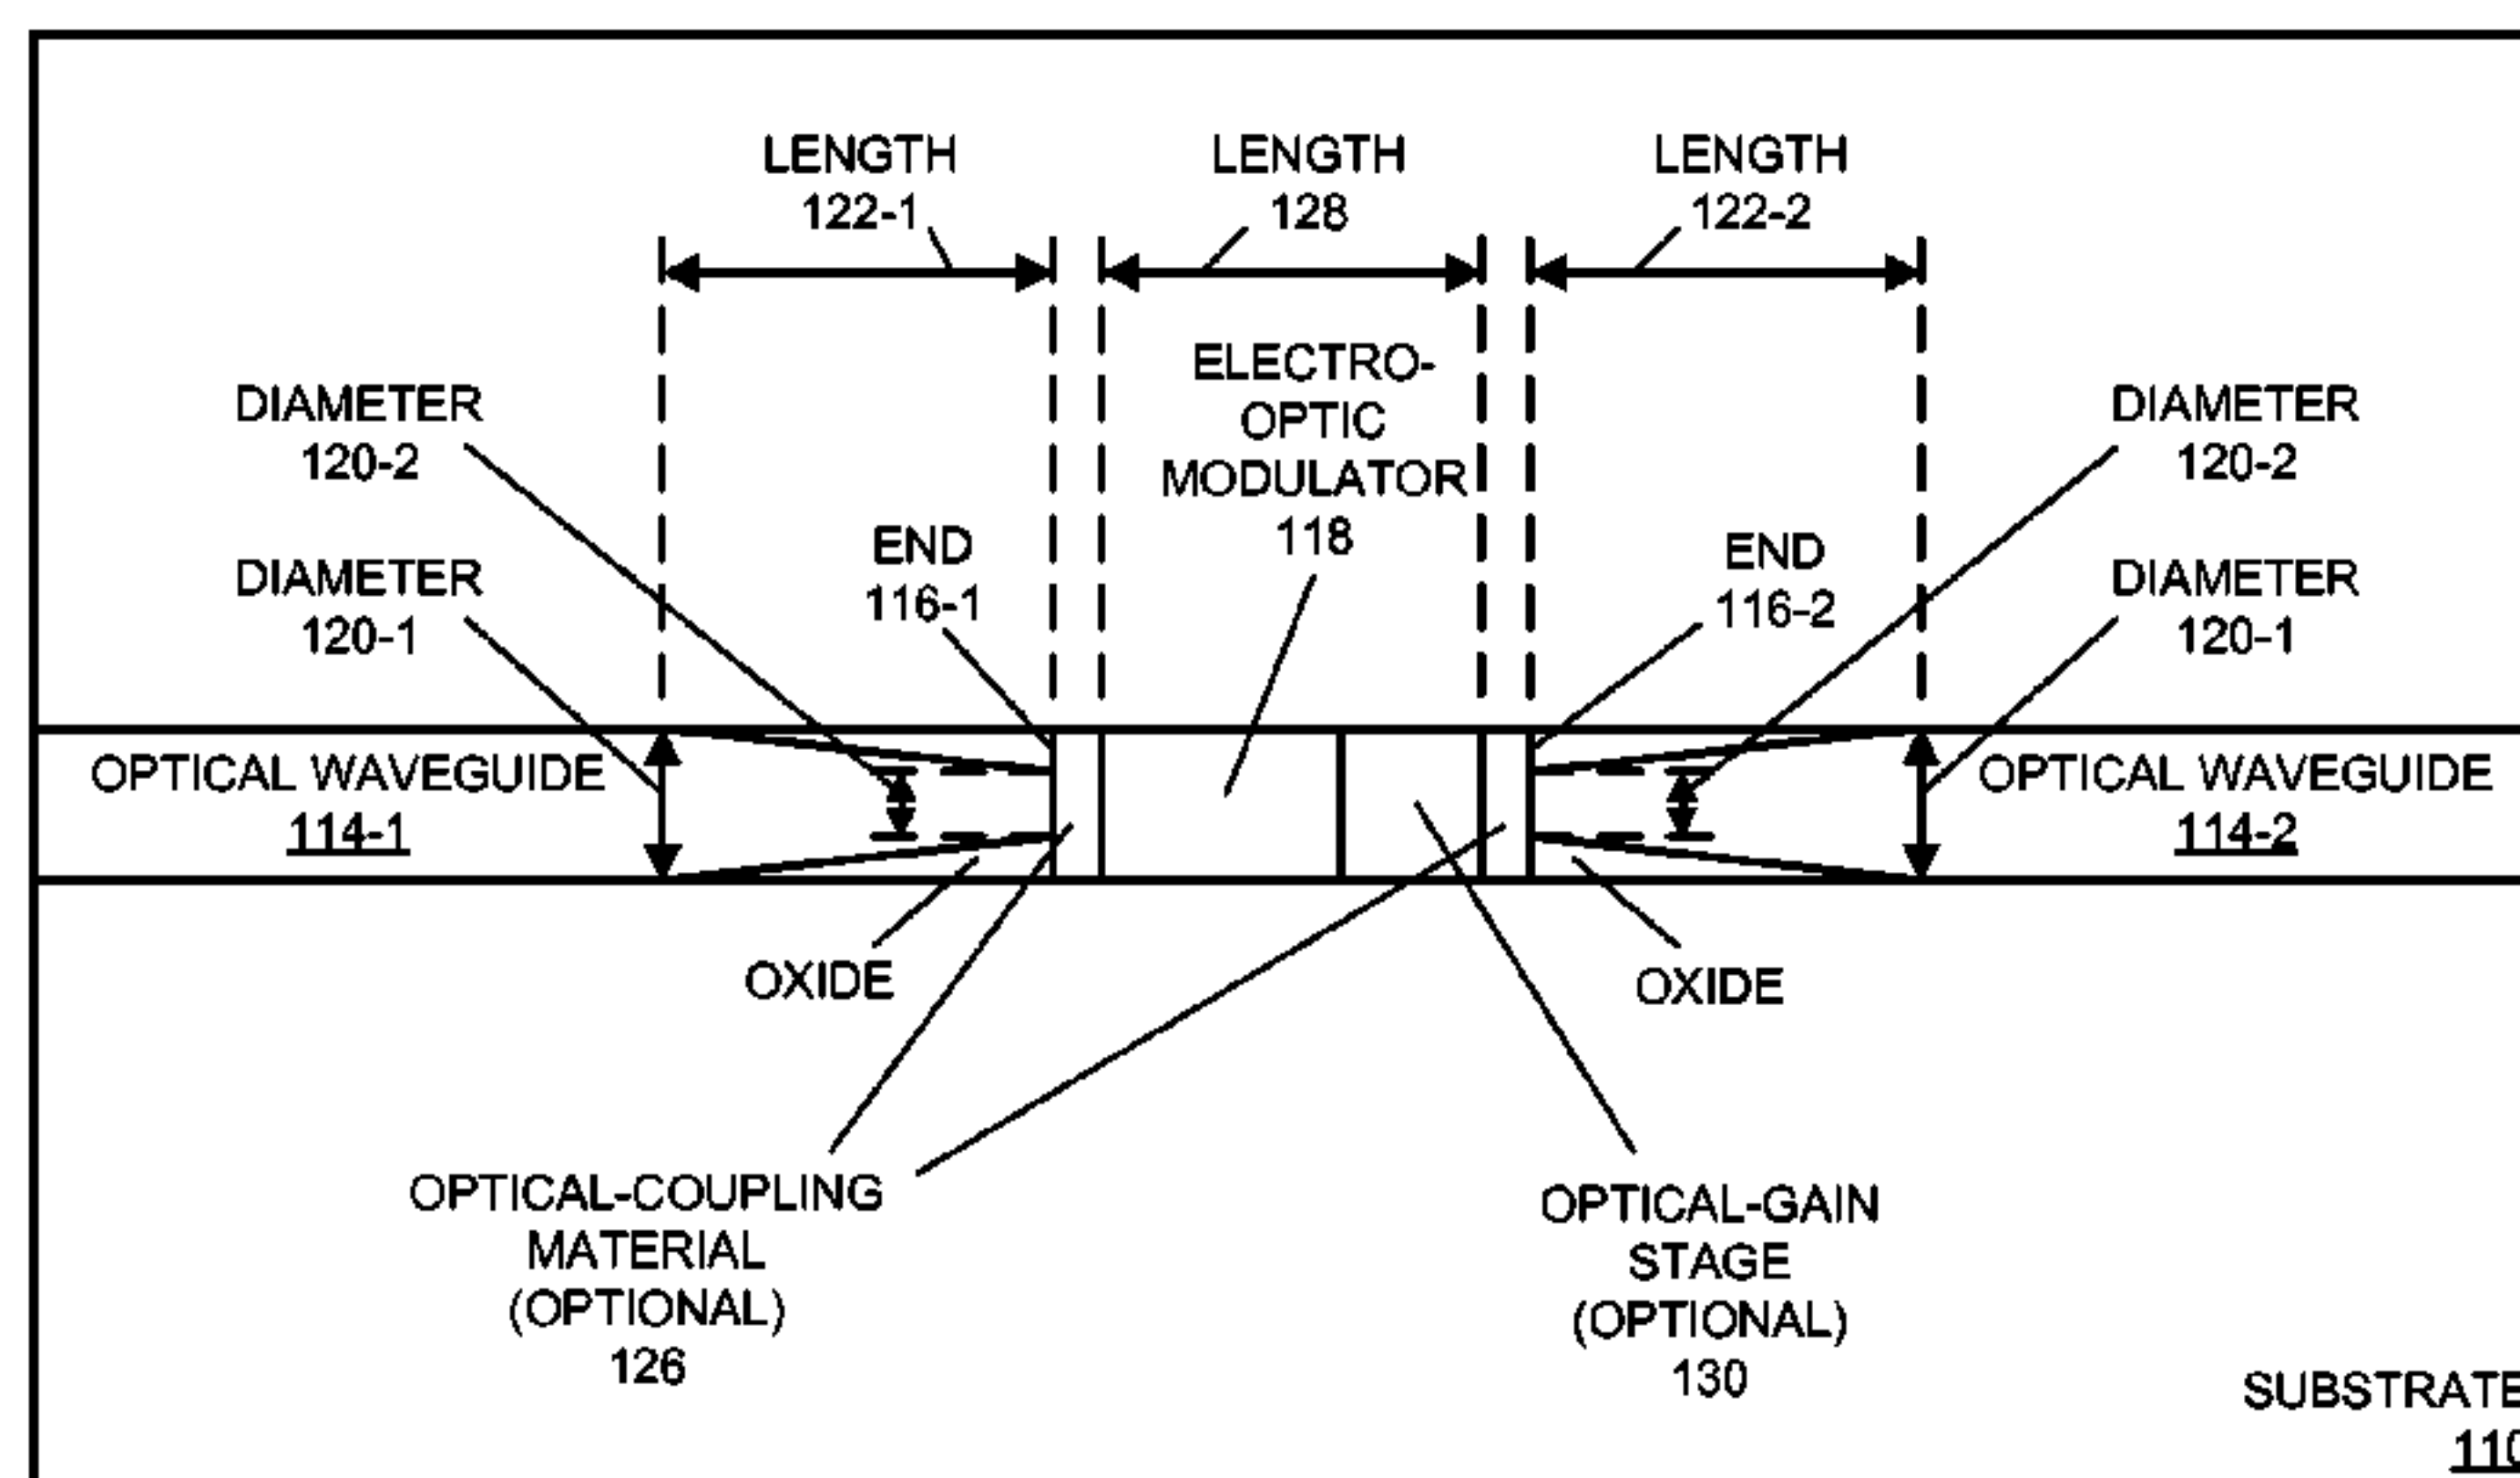 LENGTH
122-1
LENGTH
128
LENGTH
122-2
ELECTRO-
OPTIC
MODULATOR
118
DIAMETER
120-2
DIAMETER
120-1
END
116-1
END
116-2
DIAMETER
120-2
DIAMETER
120-1
OPTICAL WAVEGUIDE
114-1
OPTICAL WAVEGUIDE
114-2
OXIDE
OXIDE
OPTICAL-COUPLING
MATERIAL
(OPTIONAL)
126
OPTICAL-GAIN
STAGE
(OPTIONAL)
130
SUBSTRATE
110